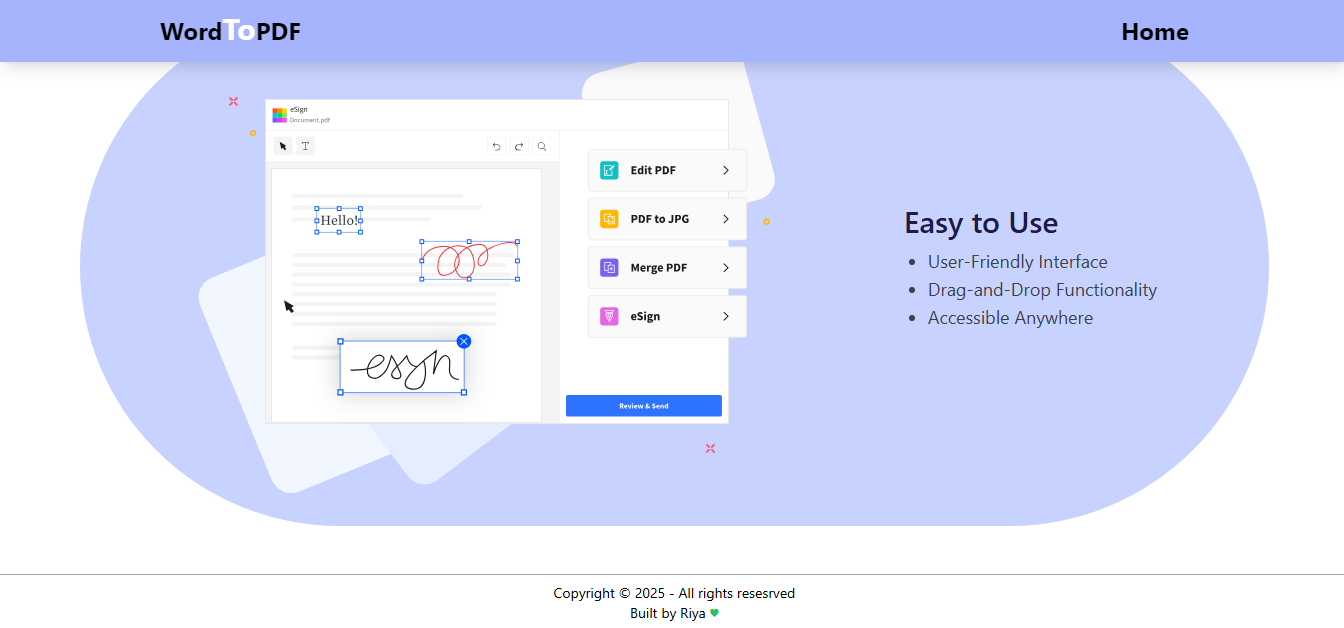 WordToPDF
Home
eSign
Document.pdf
T
Hello!
esign
Edit PDF
PDF to JPG
Merge PDF
eSign
Review & Send
Easy to Use
User-Friendly Interface
Drag-and-Drop Functionality
Accessible Anywhere
Copyright © 2025 - All rights resesrved
Built by Riya 💚